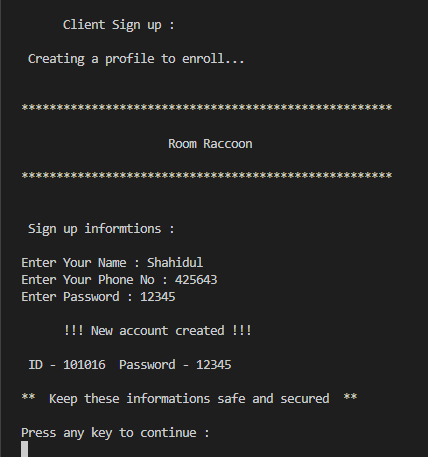 Client Sign up :
Creating a profile to enroll...
*****************************************************
Room Raccoon
*****************************************************
Sign up informtions :
Enter Your Name : Shahidul
Enter Your Phone No : 425643
Enter Password : 12345
!!! New account created !!!
ID - 101016  Password - 12345
**  Keep these informations safe and secured  **
Press any key to continue :